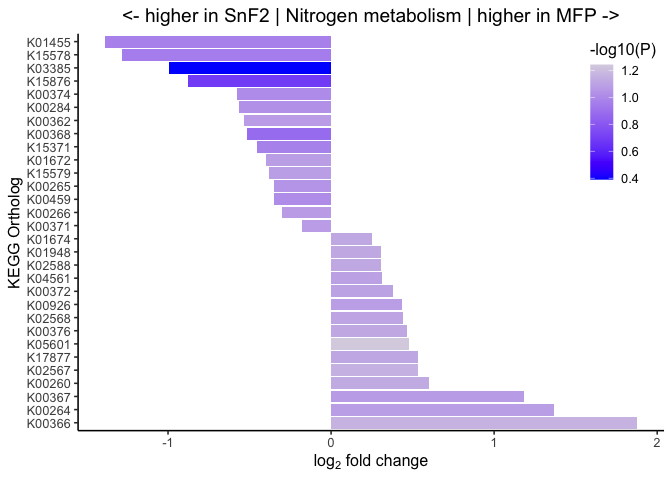 <- higher in SnF2 | Nitrogen metabolism | higher in MFP ->
-log10(P)
1.2
1.0
0.8
0.6
0.4
KEGG Ortholog
K01455
K15578
K03385
K15876
K00374
K00284
K00362
K00368
K15371
K01672
K15579
K00265
K00459
K00266
K00371
K01674
K01948
K02588
K04561
K00372
K00926
K02568
K00376
K05601
K17877
K02567
K00260
K00367
K00264
K00366
-1 0 1 2
log2 fold change